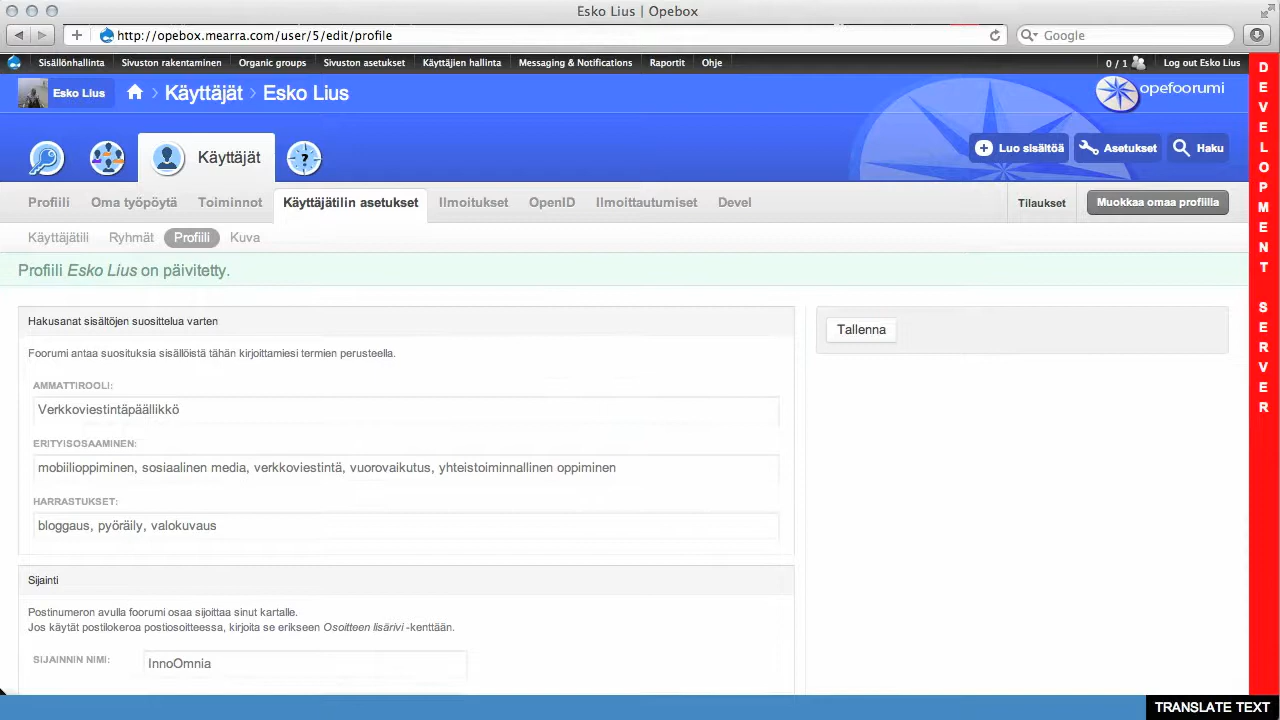 Esko Lius | Opebox
http://opebox.mearra.com/user/5/edit/profile
Google
Sisällönhallinta Sivuston rakentaminen Organic groups Sivuston asetukset Käyttäjien hallinta Messaging & Notifications Raportit Ohje 0 / 1 Log out Esko Lius
Esko Lius Käyttäjät Esko Lius
opefoorumi
Käyttäjät
Luo sisältöä Asetukset Haku
Profiili Oma työpöytä Toiminnot Käyttäjätilin asetukset Ilmoitukset OpenID Ilmoittautumiset Devel Tilaukset Muokkaa omaa profiilia
Käyttäjätili Ryhmät Profiili Kuva
Profiili Esko Lius on päivitetty.
Hakusanat sisältöjen suosittelua varten
Foorumi antaa suosituksia sisällöistä tähän kirjoittamiesi termien perusteella.
AMMATTIROOLI:
Verkkoviestintäpäällikkö
ERITYISOSAAMINEN:
mobiilioppiminen, sosiaalinen media, verkkoviestintä, vuorovaikutus, yhteistoiminnallinen oppiminen
HARRASTUKSET:
bloggaus, pyöräily, valokuvaus
Sijainti
Postinumeron avulla foorumi osaa sijoittaa sinut kartalle.
Jos käytät postilokeroa postiosoitteessa, kirjoita se erikseen Osoitteen lisärivi -kenttään.
SIJAINNIN NIMI: InnoOmnia
Tallenna
DEVELOPMENT SERVER
TRANSLATE TEXT